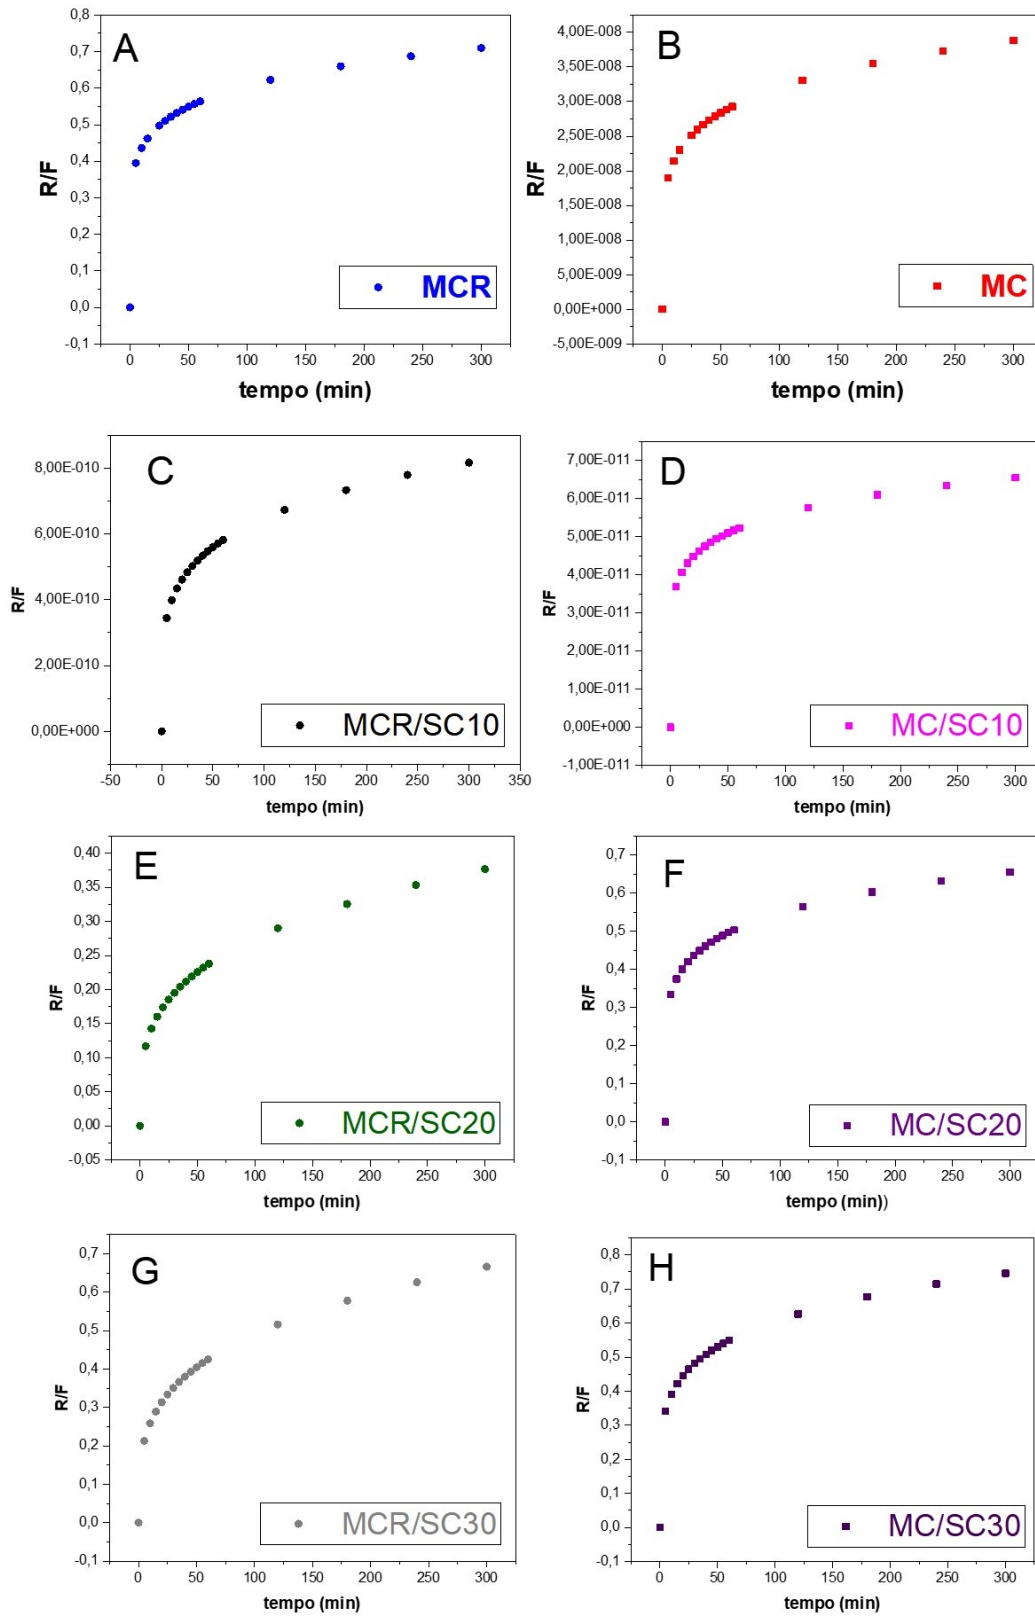 A
0,8
0,7
0,6
0,5
0,4
0,3
0,2
0,1
0,0
-0,1
R/F
MCR
0 50 100 150 200 250 300
tempo (min)
B
4,00E-008
3,50E-008
3,00E-008
2,50E-008
2,00E-008
1,50E-008
1,00E-008
5,00E-009
0,00E+000
-5,00E-009
R/F
MC
0 50 100 150 200 250 300
tempo (min)
C
8,00E-010
6,00E-010
4,00E-010
2,00E-010
0,00E+000
R/F
MCR/SC10
-50 0 50 100 150 200 250 300 350
tempo (min)
D
7,00E-011
6,00E-011
5,00E-011
4,00E-011
3,00E-011
2,00E-011
1,00E-011
0,00E+000
-1,00E-011
R/F
MC/SC10
0 50 100 150 200 250 300
tempo (min)
E
0,40
0,35
0,30
0,25
0,20
0,15
0,10
0,05
0,00
-0,05
R/F
MCR/SC20
0 50 100 150 200 250 300
tempo (min)
F
0,7
0,6
0,5
0,4
0,3
0,2
0,1
0,0
-0,1
R/F
MC/SC20
0 50 100 150 200 250 300
tempo (min))
G
0,7
0,6
0,5
0,4
0,3
0,2
0,1
0,0
-0,1
R/F
MCR/SC30
0 50 100 150 200 250 300
tempo (min)
H
0,8
0,7
0,6
0,5
0,4
0,3
0,2
0,1
0,0
-0,1
R/F
MC/SC30
0 50 100 150 200 250 300
tempo (min)